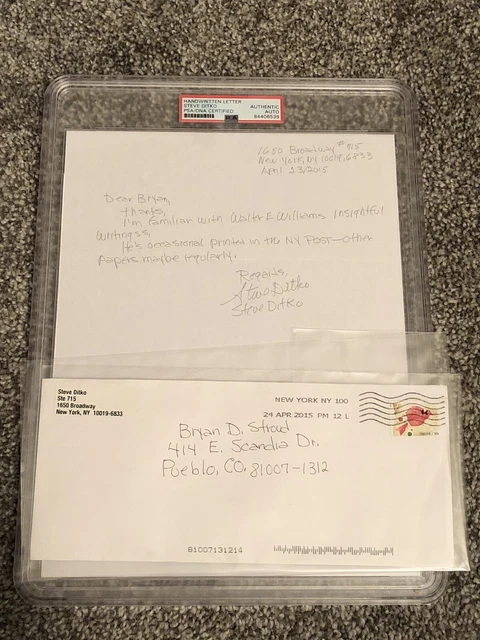 HANDWRITTEN LETTER
STEVE DITKO
PSA/DNA CERTIFIED
AUTHENTIC
AUTO
84406539
1650 Broadway #715
New York, NY 10019,6833
April 23/2015
Dear Bryan,
Thanks,
I'm familiar with Walter E Williams Insightful
Writings.
It's occasional printed in the NY Post—other
Papers maybe regularly.
Regards,
Steve Ditko
Steve Ditko
Steve Ditko
Ste 715
1650 Broadway
New York, NY 10019-6833
NEW YORK NY 100
24 APR 2015 PM 12 L
Bryan D. Stroud
414 E. Scandia Dr.
Pueblo, CO. 81007-1312
81007131214